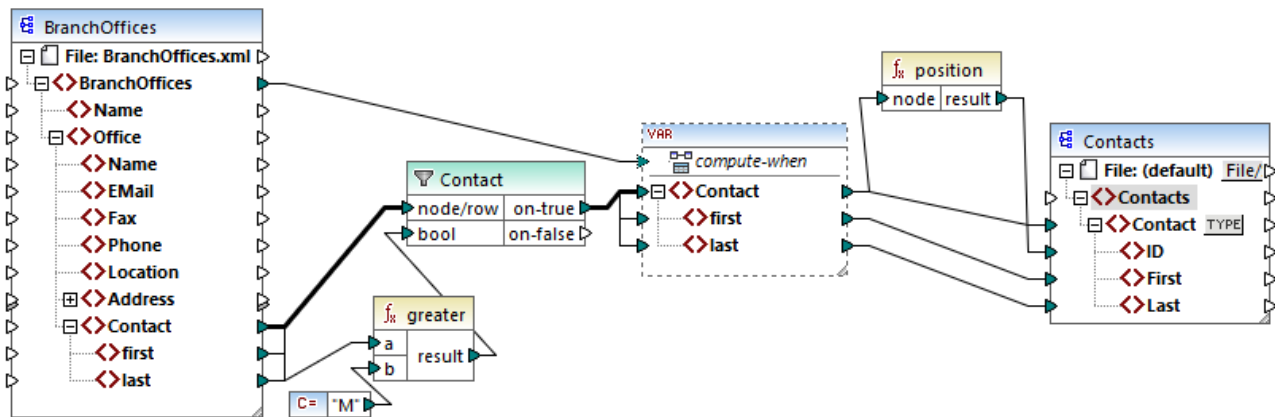 BranchOffices
File: BranchOffices.xml
BranchOffices
Name
Office
Name
EMail
Fax
Phone
Location
Address
Contact
first
last
Contact
node/row on-true
bool on-false
fx greater
a
result
b
C= "M"
VAR
compute-when
Contact
first
last
fx position
node result
Contacts
File: (default) File/
Contacts
Contact TYPE
ID
First
Last